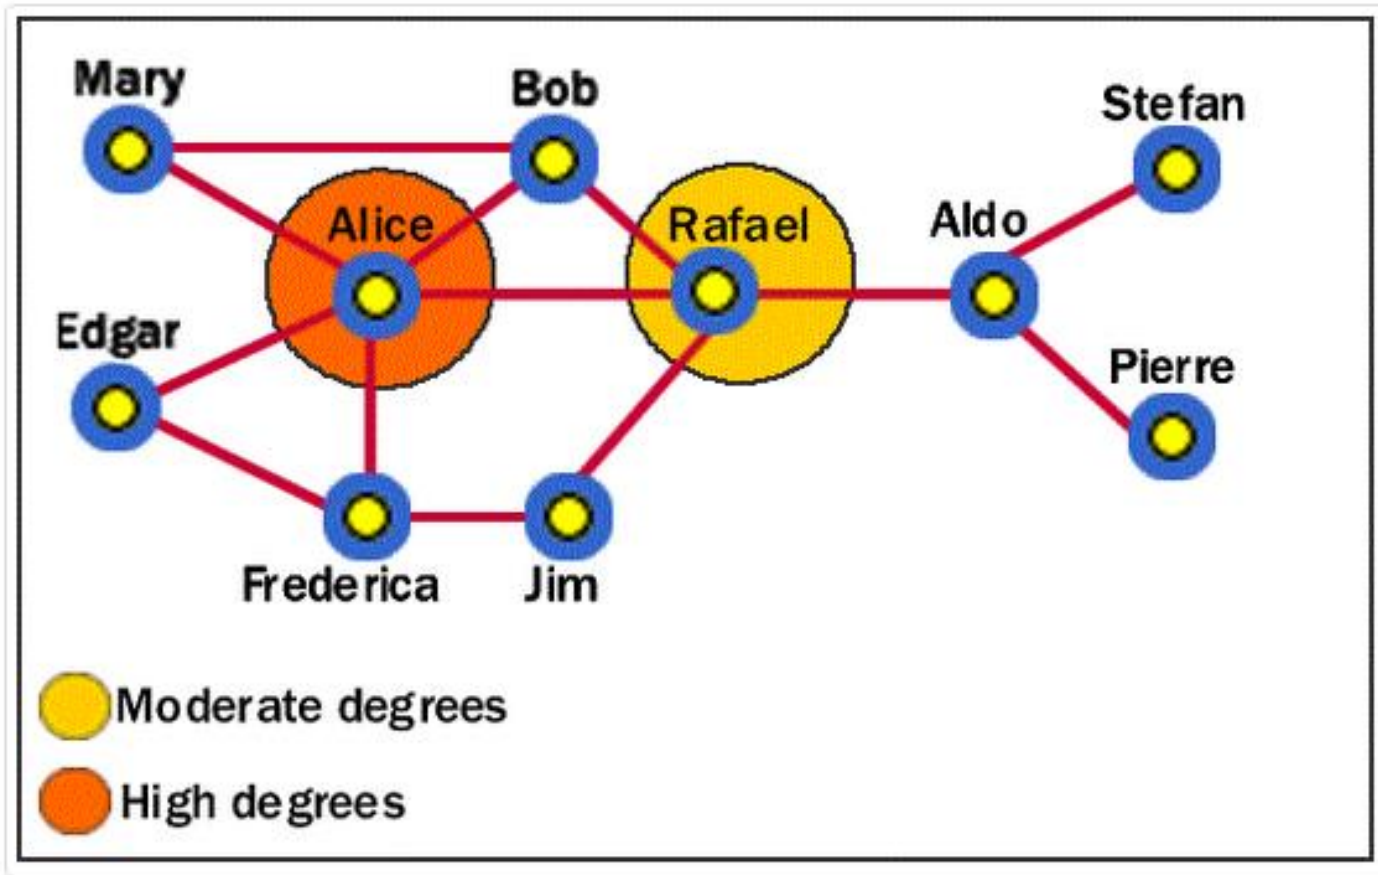 Mary
Bob
Stefan
Alice
Rafael
Aldo
Edgar
Pierre
Frederica
Jim
Moderate degrees
High degrees